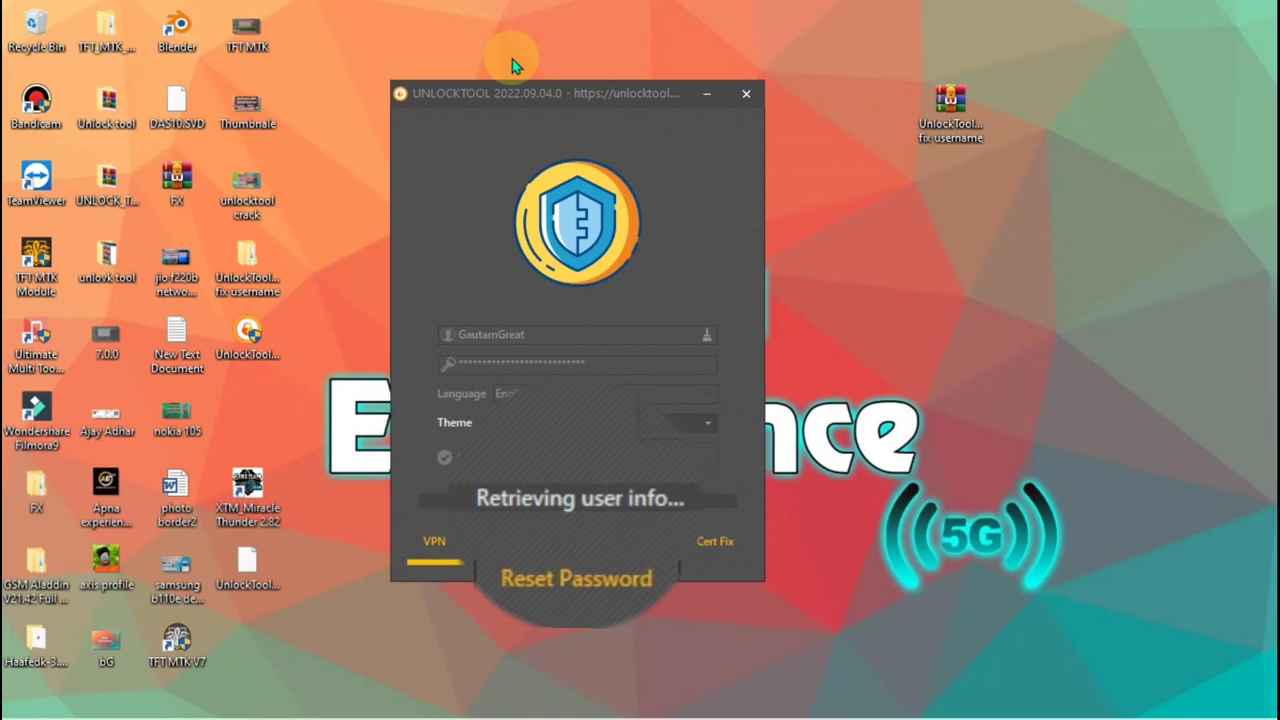 Recycle Bin
TFT_MTK_...
Blender
TFT MTK
Bandicam
Unlock tool
DAS10.SVD
Thumbnale
TeamViewer
UNLOCK_T...
FX
unlocktool
crack
TFT MTK
Module
unlovk tool
jio f220b
netwo...
UnlockTool...
fix username
Ultimate
Multi Too...
7.0.0
New Text
Document
UnlockTool...
Wondershare
Filmora9
Ajay Adhar
nokia 105
FX
Apna
experien...
photo
border2
XTM_Miracle
Thunder 2.82
GSM Aladdin
V21.42 Full ...
axis profile
samsung
b110e de...
UnlockTool...
Haafedk-3....
bG
TFT MTK V7
UNLOCKTOOL 2022.09.04.0 - https://unlocktool....
GautamGreat
****************************
Language
Theme
Retrieving user info...
VPN
Cert Fix
Reset Password
UnlockTool...
fix username
E
nce
5G